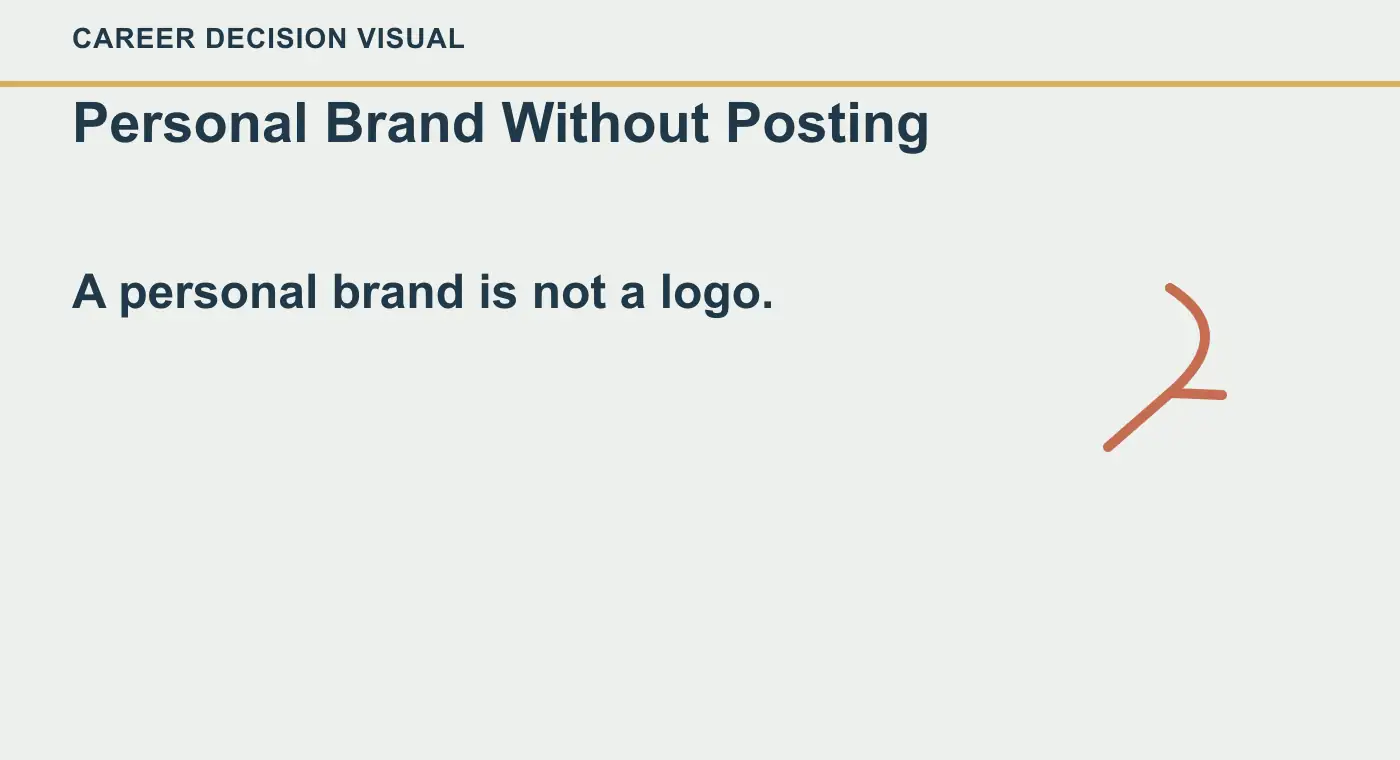 CAREER DECISION VISUAL
Personal Brand Without Posting
A personal brand is not a logo.